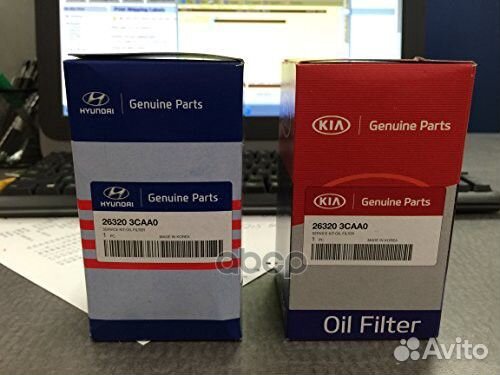 HYUNDAI
Genuine Parts
HYUNDAI
Genuine Parts
26320 3CAA0
SERVICE KIT-OIL FILTER
1 PC
MADE IN KOREA
KIA
Genuine Parts
KIA
Genuine Parts
26320 3CAA0
SERVICE KIT-OIL FILTER
1 PC
MADE IN KOREA
Oil Filter
Avito